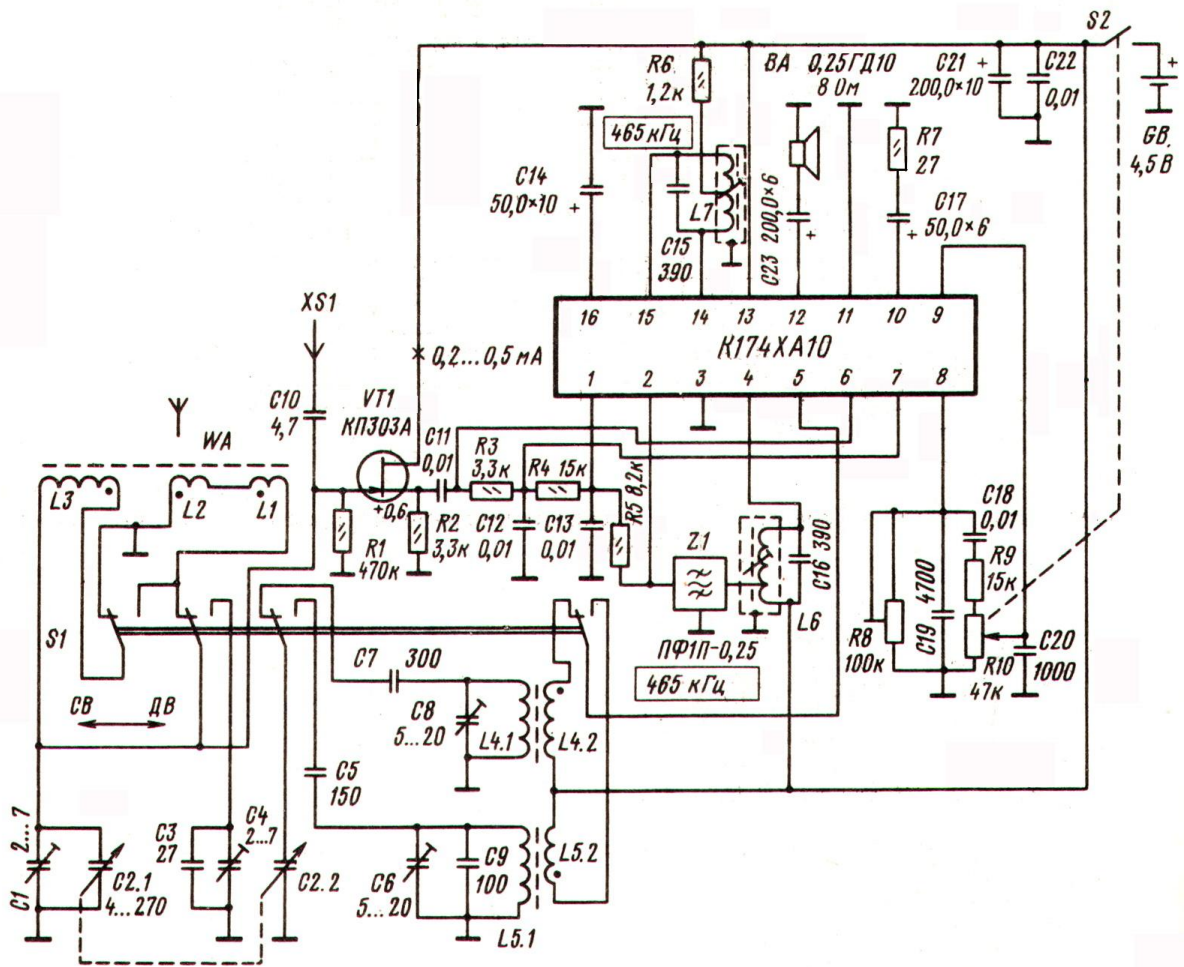 S2
R6
1,2к
BA 0,25ГД10
8 Ом
C21 +
200,0×10
C22
0,01
+
GB
4,5 В
465 кГц
C14
50,0×10 +
L7
C15
390
C23 200,0×6
+
R7
27
C17
+ 50,0×6
XS1
16 15 14 13 12 11 10 9
К174ХА10
1 2 3 4 5 6 7 8
0,2...0,5 мА
VT1
КП303А
C10
4,7
WA
L3
L2
L1
C11
0,01
R3
3,3к
R4 15к
R5 8,2к
+0,6
R1
470к
R2
3,3к
C12
0,01
C13
0,01
Z1
ПФ1П-0,25
465 кГц
C16 390
L6
C18
0,01
R9
15к
C19 4700
R8
100к
R10
47к
C20
1000
S1
СВ ДВ
C7 300
C8
5...20
L4.1
L4.2
C5
150
C1 2...7
C2.1
4...270
C3
27
C4
2...7
C2.2
C6
5...20
C9
100
L5.2
L5.1